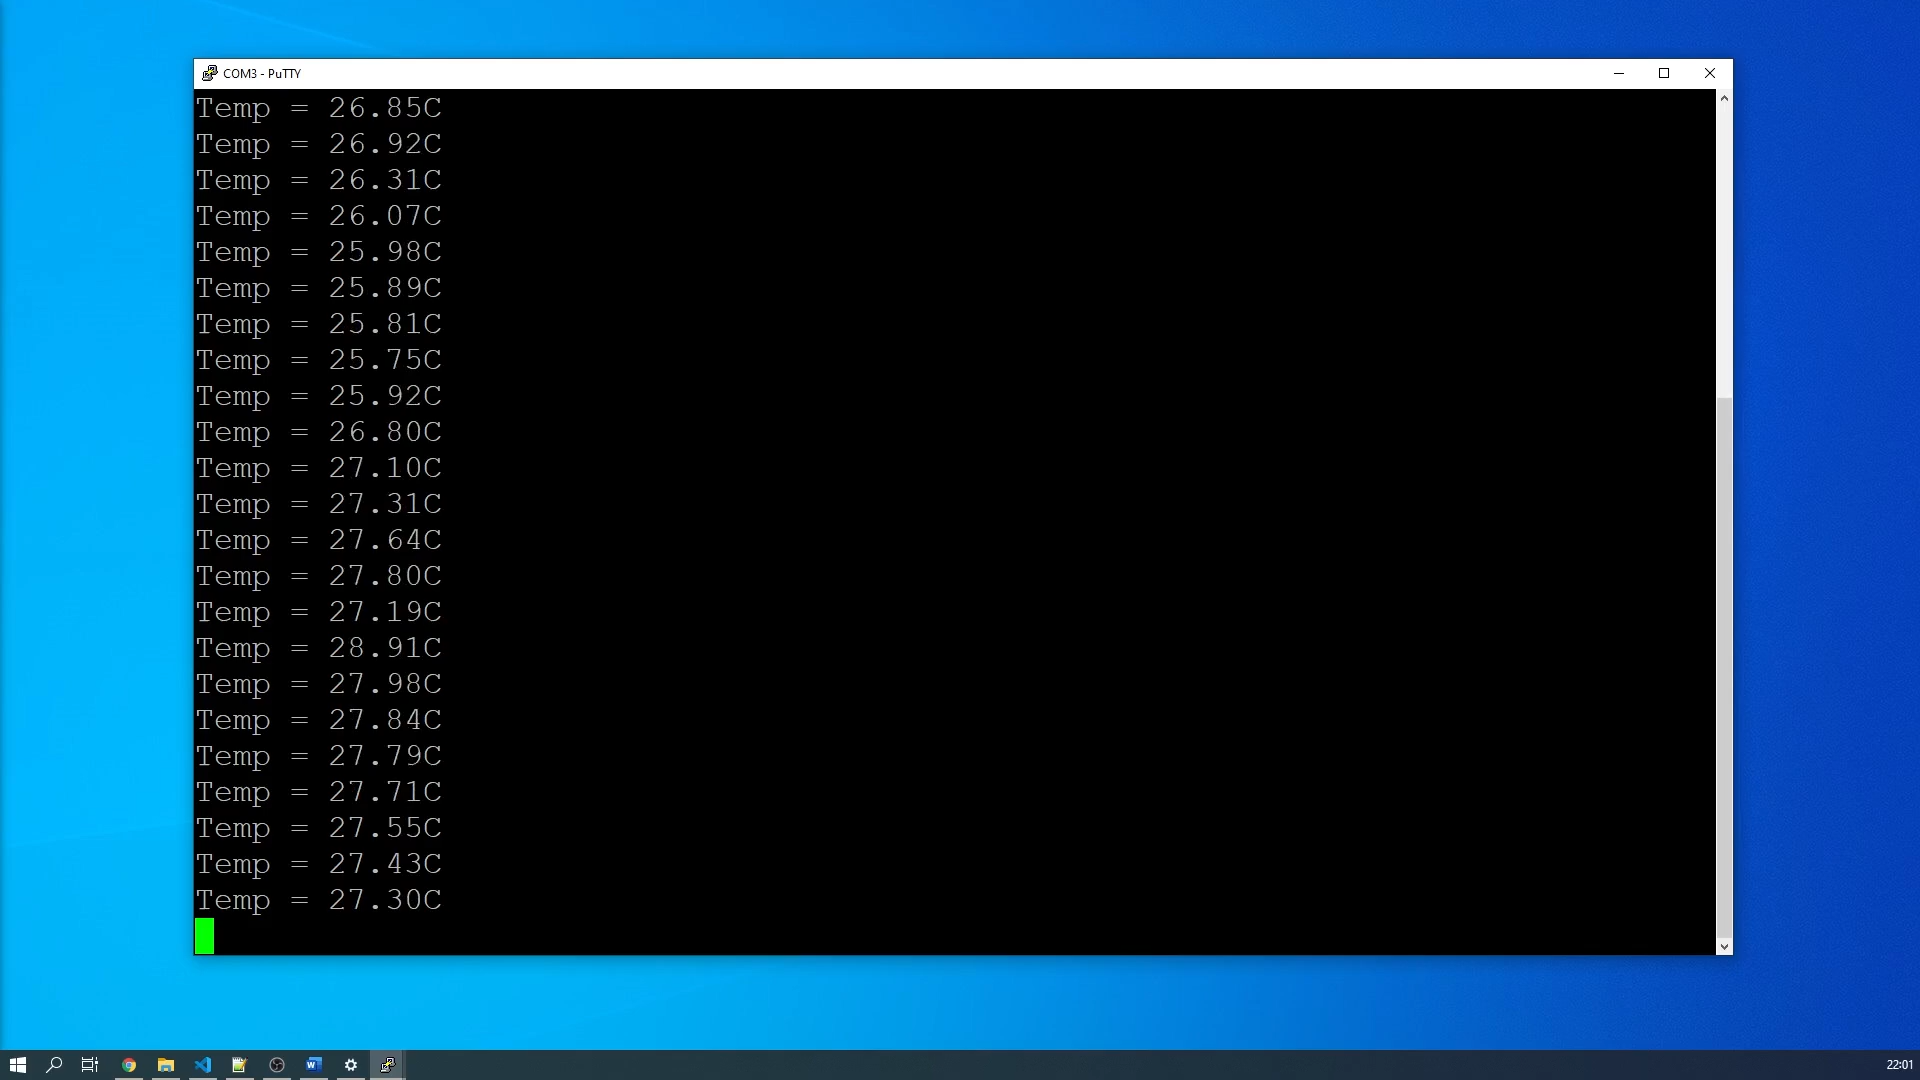 COM3 - PuTTY
Temp = 26.85C
Temp = 26.92C
Temp = 26.31C
Temp = 26.07C
Temp = 25.98C
Temp = 25.89C
Temp = 25.81C
Temp = 25.75C
Temp = 25.92C
Temp = 26.80C
Temp = 27.10C
Temp = 27.31C
Temp = 27.64C
Temp = 27.80C
Temp = 27.19C
Temp = 28.91C
Temp = 27.98C
Temp = 27.84C
Temp = 27.79C
Temp = 27.71C
Temp = 27.55C
Temp = 27.43C
Temp = 27.30C
22:01